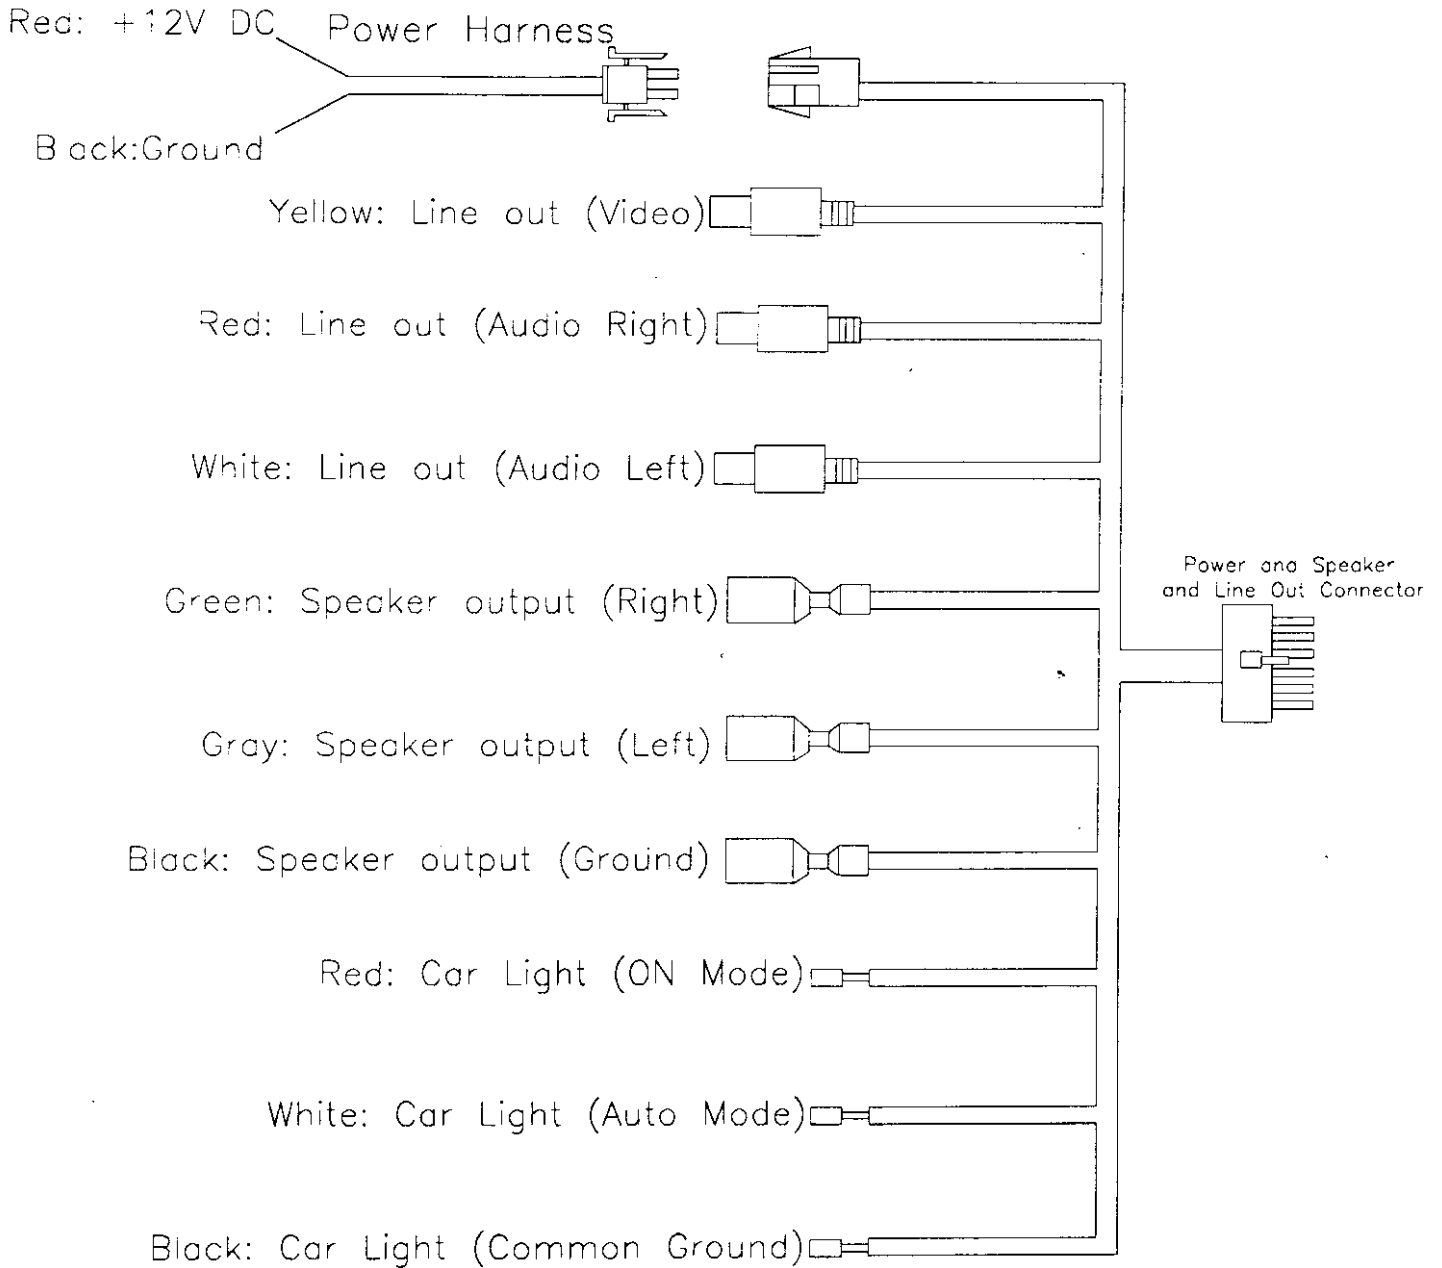 Red: +12V DC
Power Harness
Black:Ground
Yellow: Line out (Video)
Red: Line out (Audio Right)
White: Line out (Audio Left)
Green: Speaker output (Right)
Power and Speaker
and Line Out Connector
Gray: Speaker output (Left)
Black: Speaker output (Ground)
Red: Car Light (ON Mode)
White: Car Light (Auto Mode)
Black: Car Light (Common Ground)